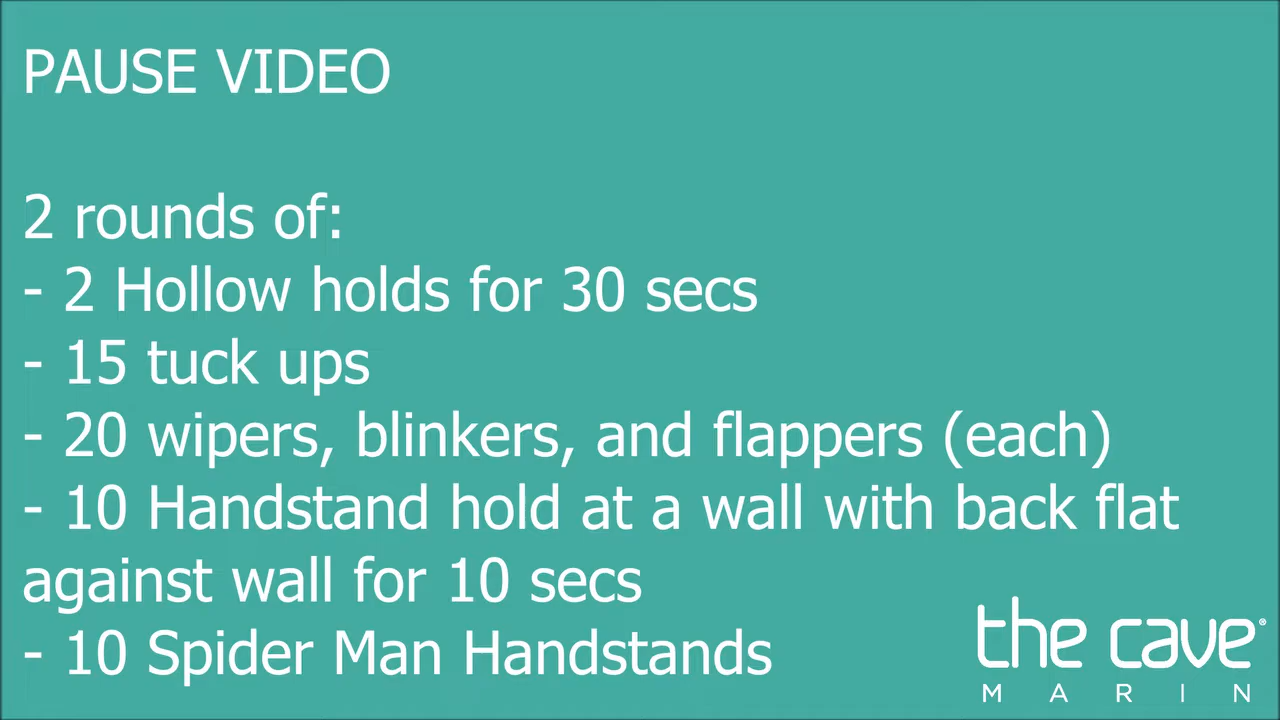 PAUSE VIDEO
2 rounds of:
- 2 Hollow holds for 30 secs
- 15 tuck ups
- 20 wipers, blinkers, and flappers (each)
- 10 Handstand hold at a wall with back flat
against wall for 10 secs
- 10 Spider Man Handstands
the cave®
MARIN